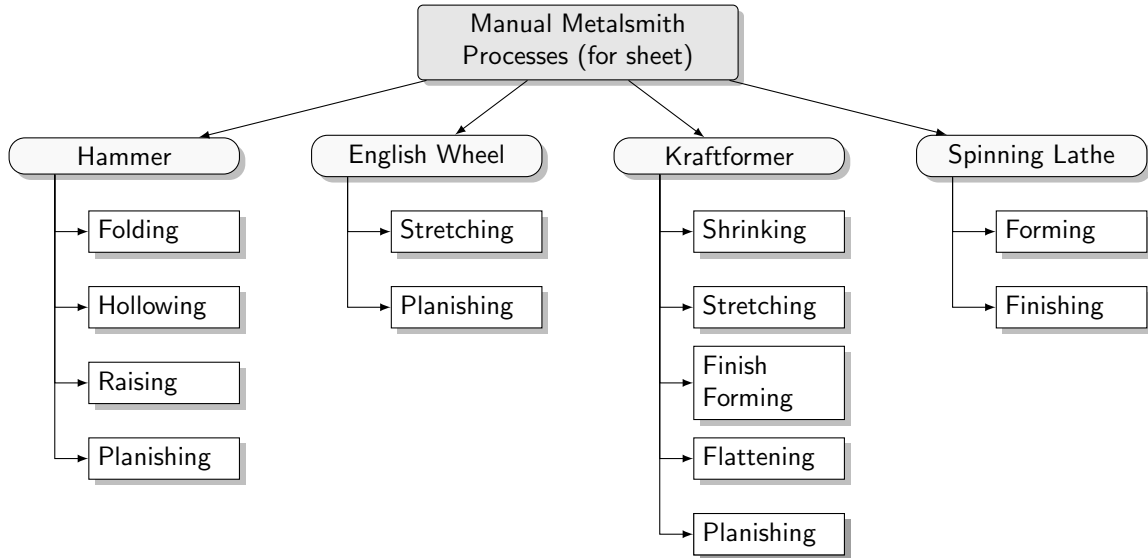 Manual Metalsmith
Processes (for sheet)
Hammer
Folding
Hollowing
Raising
Planishing
English Wheel
Stretching
Planishing
Kraftformer
Shrinking
Stretching
Finish
Forming
Flattening
Planishing
Spinning Lathe
Forming
Finishing